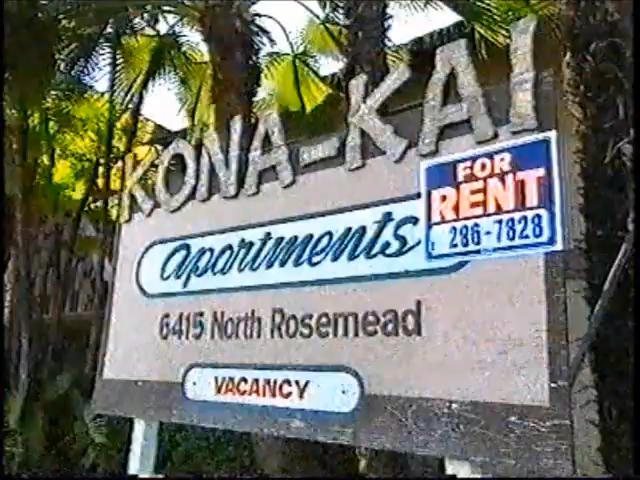 KONA-KAI
FOR
RENT
286-7828
apartments
6415 North Rosemead
VACANCY